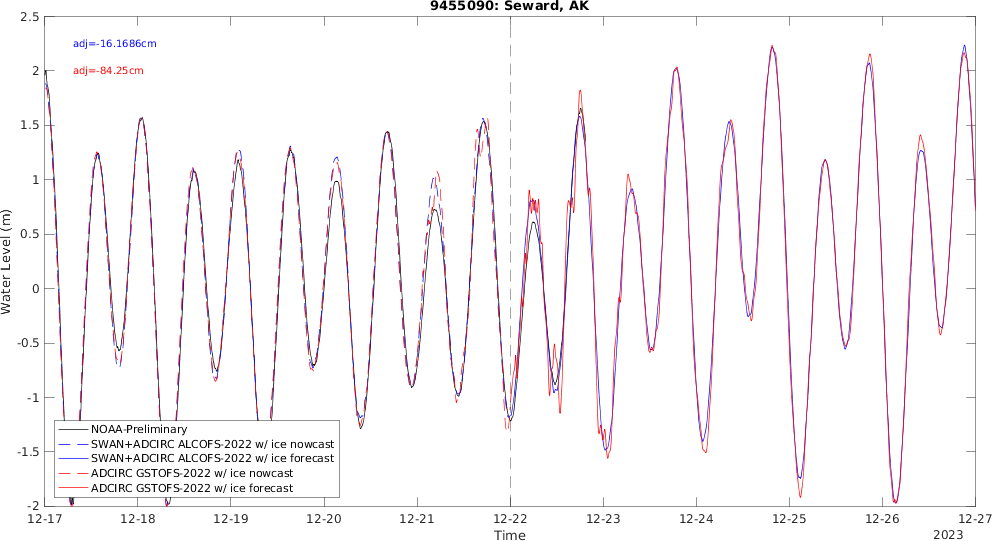 9455090: Seward, AK
adj=-16.1686cm
adj=-84.25cm
Water Level (m)
2.5
2
1.5
1
0.5
0
-0.5
-1
-1.5
-2
NOAA-Preliminary
SWAN+ADCIRC ALCOFS-2022 w/ ice nowcast
SWAN+ADCIRC ALCOFS-2022 w/ ice forecast
ADCIRC GSTOFS-2022 w/ ice nowcast
ADCIRC GSTOFS-2022 w/ ice forecast
12-17 12-18 12-19 12-20 12-21 12-22 12-23 12-24 12-25 12-26 12-27
Time
2023